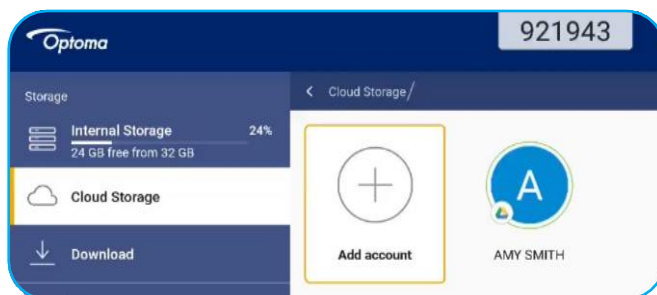 Optoma
921943
Storage
Cloud Storage/
Internal Storage 24%
24 GB free from 32 GB
Cloud Storage
Download
A
Add account
AMY SMITH